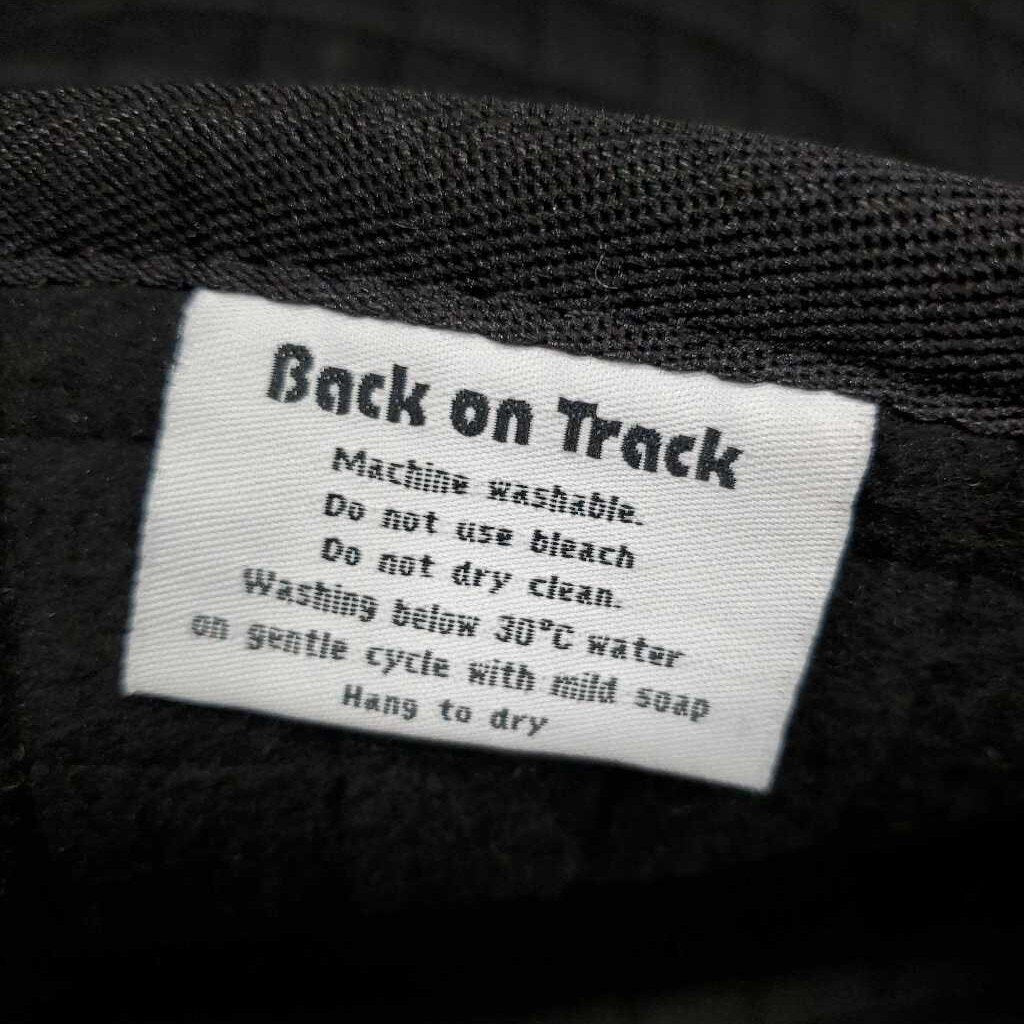 Back on Track
Machine washable.
Do not use bleach
Do not dry clean.
Washing below 30°C water
on gentle cycle with mild soap
Hang to dry